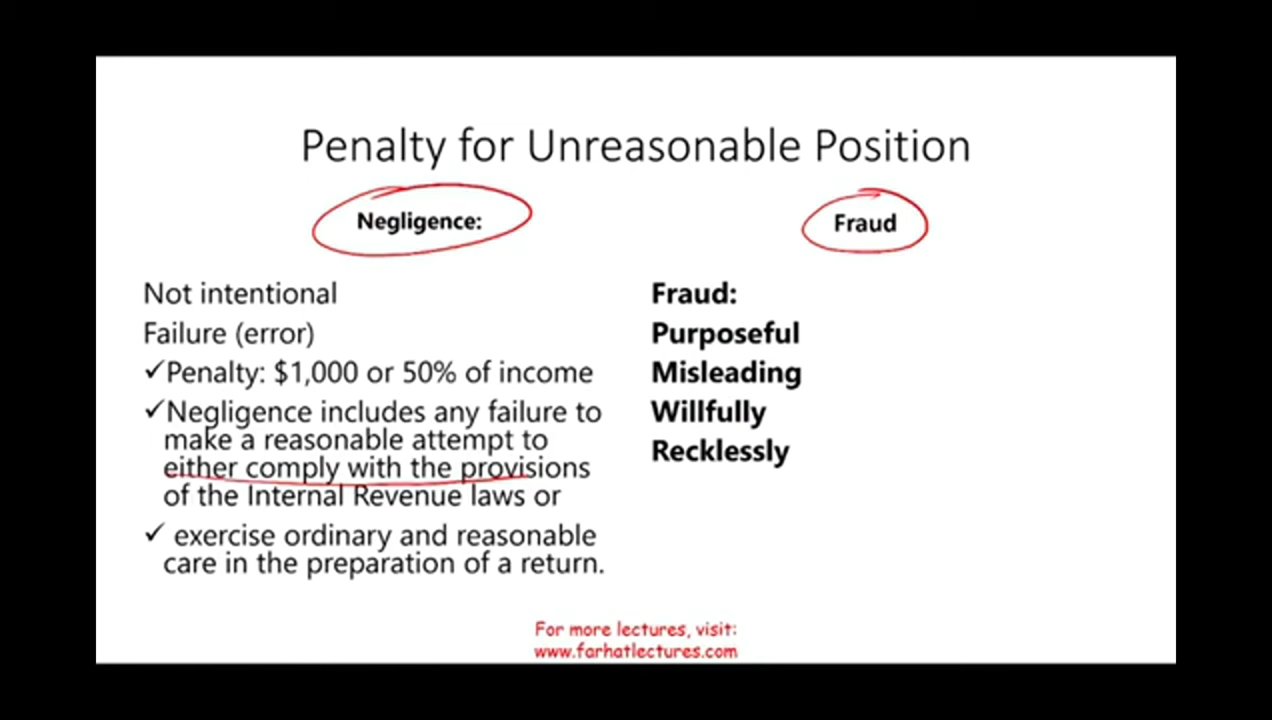 Penalty for Unreasonable Position
Negligence:
Not intentional
Failure (error)
✓Penalty: $1,000 or 50% of income
✓Negligence includes any failure to
make a reasonable attempt to
either comply with the provisions
of the Internal Revenue laws or
✓ exercise ordinary and reasonable
care in the preparation of a return.
Fraud
Fraud:
Purposeful
Misleading
Willfully
Recklessly
For more lectures, visit:
www.farhatlectures.com